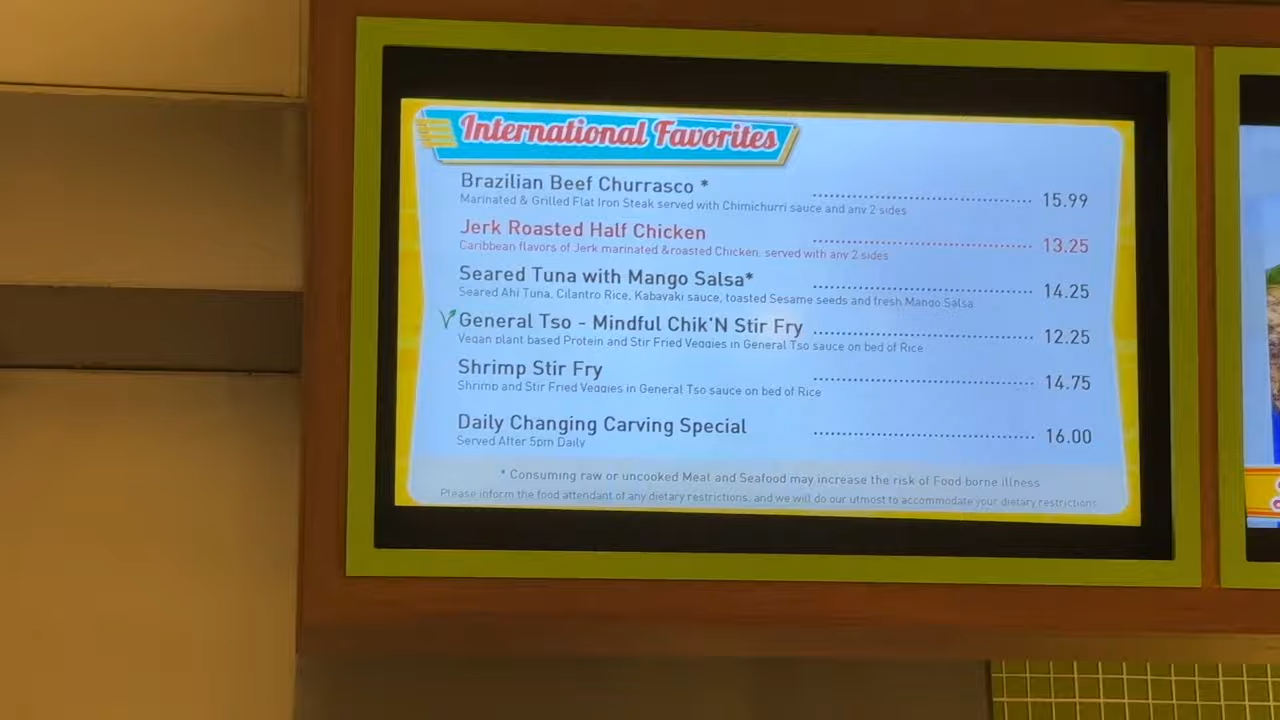 International Favorites
Brazilian Beef Churrasco * 15.99
Marinated & Grilled Flat Iron Steak served with Chimichurri sauce and any 2 sides
Jerk Roasted Half Chicken 13.25
Caribbean flavors of Jerk marinated & roasted Chicken, served with any 2 sides
Seared Tuna with Mango Salsa* 14.25
Seared Ahi Tuna, Cilantro Rice, Kabayaki sauce, toasted Sesame seeds and fresh Mango Salsa
General Tso - Mindful Chik'N Stir Fry 12.25
Vegan plant based Protein and Stir Fried Veggies in General Tso sauce on bed of Rice
Shrimp Stir Fry 14.75
Shrimp and Stir Fried Veggies in General Tso sauce on bed of Rice
Daily Changing Carving Special 16.00
Served After 5pm Daily
* Consuming raw or uncooked Meat and Seafood may increase the risk of Food borne illness
Please inform the food attendant of any dietary restrictions, and we will do our utmost to accommodate your dietary restrictions